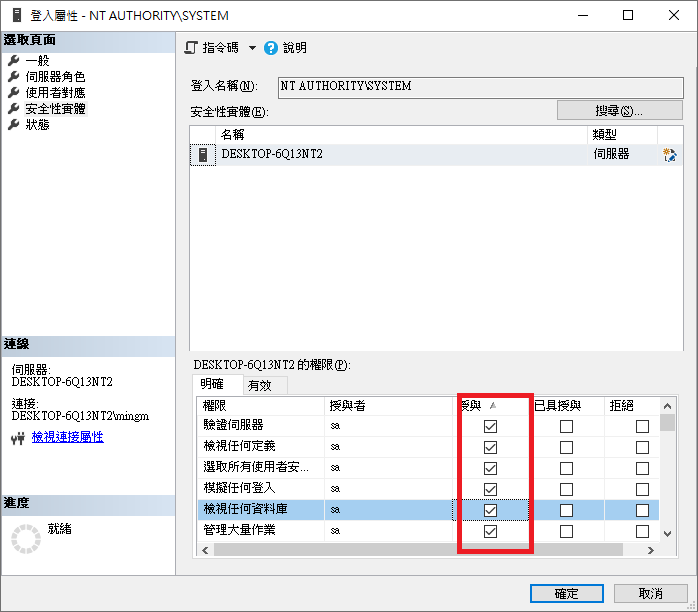 登入屬性 - NT AUTHORITY\SYSTEM
選取頁面
一般
伺服器角色
使用者對應
安全性實體
狀態
連線
伺服器:
DESKTOP-6Q13NT2
連接:
DESKTOP-6Q13NT2\mingm
檢視連接屬性
進度
就緒
指令碼
說明
登入名稱(N):
NT AUTHORITY\SYSTEM
安全性實體(E):
搜尋(S)...
名稱 類型
DESKTOP-6Q13NT2 伺服器
DESKTOP-6Q13NT2 的權限(P):
明確 有效
權限 授與者 授與 已具授與 拒絕
驗證伺服器 sa
檢視任何定義 sa
選取所有使用者安... sa
模擬任何登入 sa
檢視任何資料庫 sa
管理大量作業 sa
確定 取消